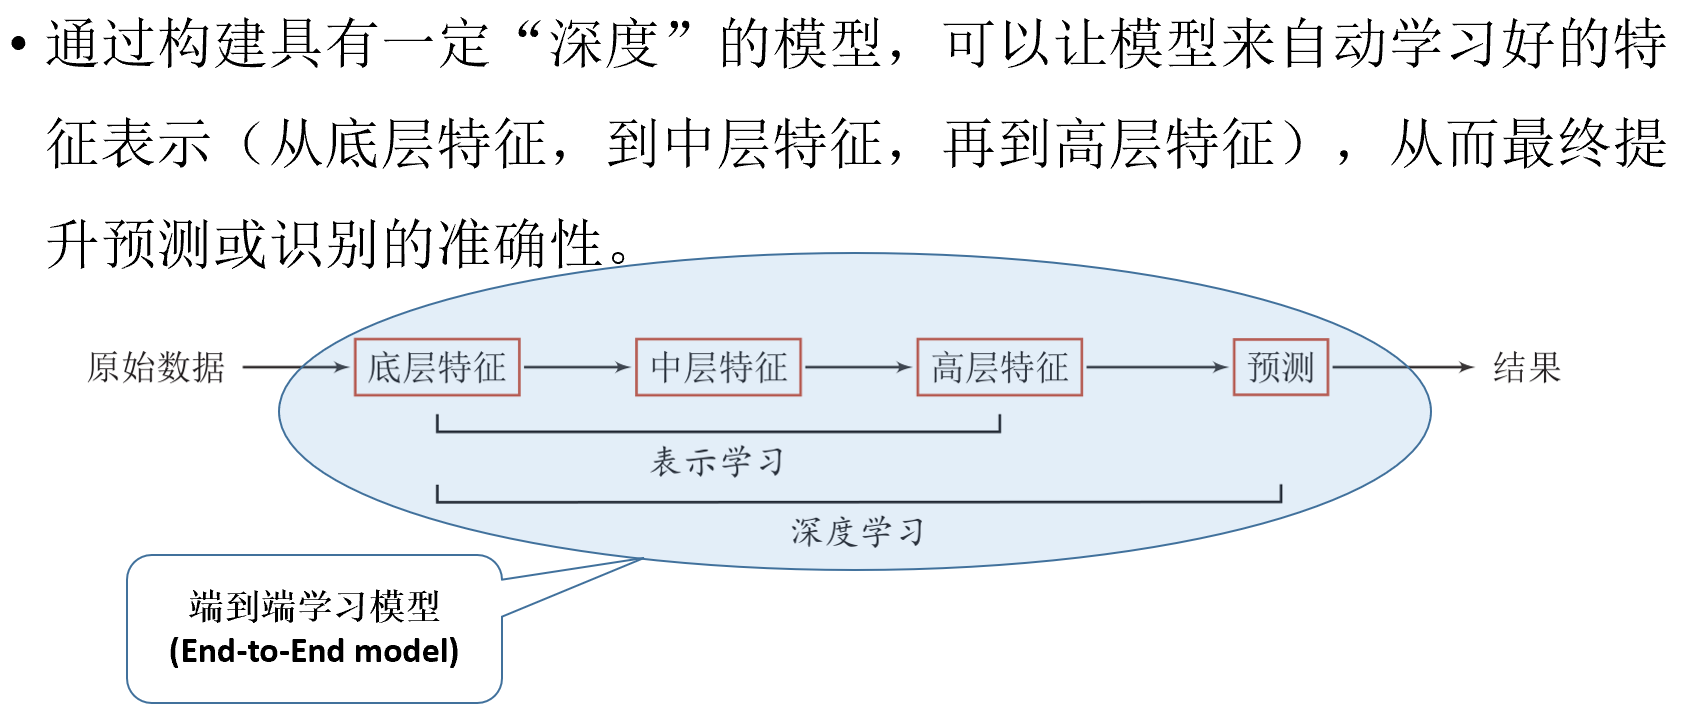 • 通过构建具有一定“深度”的模型，可以让模型来自动学习好的特
征表示（从底层特征，到中层特征，再到高层特征），从而最终提
升预测或识别的准确性。
原始数据 底层特征 中层特征 高层特征 预测 结果
表示学习
深度学习
端到端学习模型
(End-to-End model)